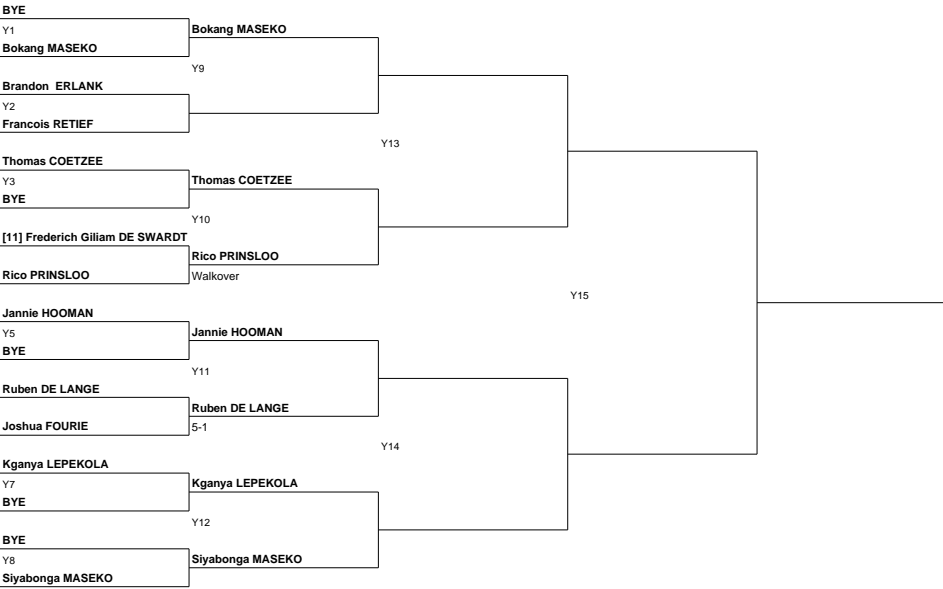 BYE
Y1
Bokang MASEKO
Bokang MASEKO
Y9
Brandon ERLANK
Y2
Francois RETIEF
Y13
Thomas COETZEE
Y3
BYE
Thomas COETZEE
Y10
[11] Frederich Giliam DE SWARDT
Rico PRINSLOO
Rico PRINSLOO
Walkover
Y15
Jannie HOOMAN
Y5
BYE
Jannie HOOMAN
Y11
Ruben DE LANGE
Joshua FOURIE
Ruben DE LANGE
5-1
Y14
Kganya LEPEKOLA
Y7
BYE
Kganya LEPEKOLA
Y12
BYE
Y8
Siyabonga MASEKO
Siyabonga MASEKO